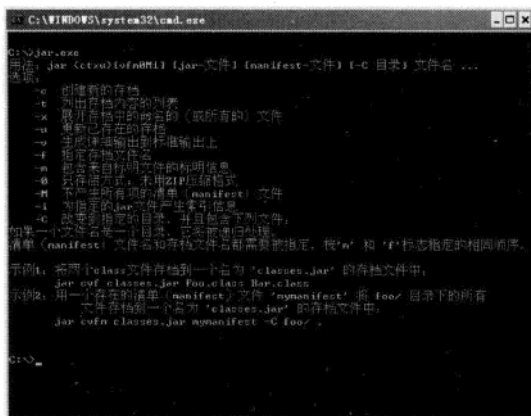 C:\WINDOWS\system32\cmd.exe
C:\>jar.exe
用法:jar {ctxu}[vfm0Mi] [jar-文件] [manifest-文件] [-C 目录] 文件名 ...
选项:
-c 创建新的存档
-t 列出存档内容的列表
-x 展开存档中的命名的(或所有的)文件
-u 更新已存在的存档
-v 生成详细输出到标准输出上
-f 指定存档文件名
-m 包含来自标明文件的标明信息
-0 只存储方式;未用ZIP压缩格式
-M 不产生所有项的清单(manifest)文件
-i 为指定的jar文件产生索引信息
-C 改变到指定的目录,并且包含下列文件:
如果一个文件名是一个目录,它将被递归处理。
清单(manifest)文件名和存档文件名都需要被指定,按'm' 和 'f'标志指定的相同顺序。
示例1:将两个class文件存档到一个名为 'classes.jar' 的存档文件中:
jar cvf classes.jar Foo.class Bar.class
示例2:用一个存在的清单(manifest)文件 'mymanifest' 将 foo/ 目录下的所有
文件存档到一个名为 'classes.jar' 的存档文件中:
jar cvfm classes.jar mymanifest -C foo/ .
C:\>_